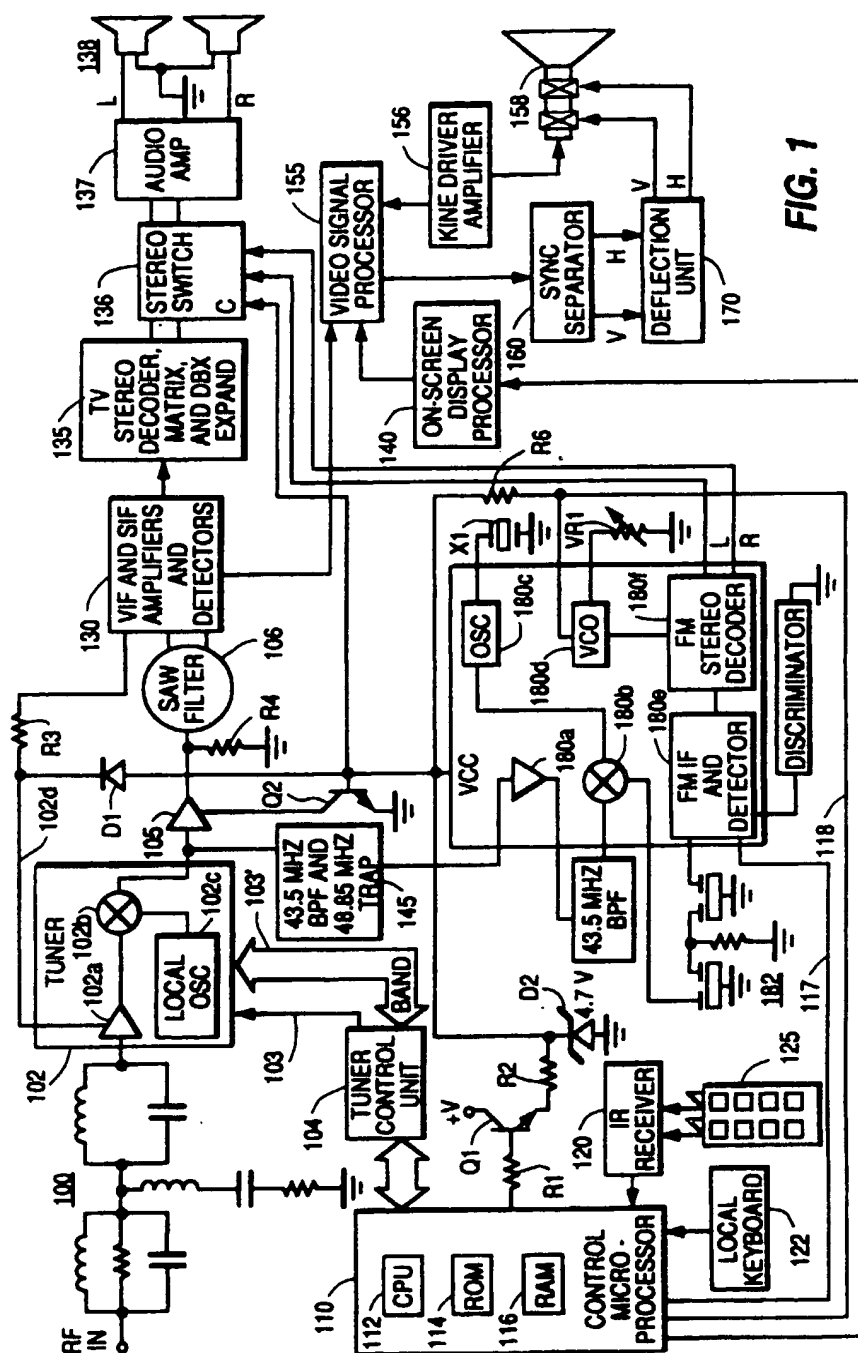 RF
IN
100
102
TUNER
102a
102b
LOCAL
OSC
102c
102d
103
103'
BAND
TUNER
CONTROL
UNIT
104
105
D1
R3
R4
Q2
SAW
FILTER
106
VIF AND SIF
AMPLIFIERS
AND
DETECTORS
130
TV
STEREO
DECODER,
MATRIX,
AND DBX
EXPAND
135
STEREO
SWITCH
C
136
AUDIO
AMP
137
L
R
138
43.5 MHZ
BPF AND
48.85 MHZ
TRAP
145
ON-SCREEN
DISPLAY
PROCESSOR
140
VIDEO SIGNAL
PROCESSOR
155
KINE DRIVER
AMPLIFIER
156
158
SYNC
SEPARATOR
160
V
H
DEFLECTION
UNIT
170
V
H
110
CPU
112
ROM
114
RAM
116
CONTROL
MICRO-
PROCESSOR
R1
Q1
+V
R2
D2
4.7 V
IR
RECEIVER
120
125
LOCAL
KEYBOARD
122
VCC
180a
43.5 MHZ
BPF
180b
OSC
180c
X1
VCO
180d
VR1
R6
FM IF
AND
DETECTOR
180e
FM
STEREO
DECODER
180f
L
R
DISCRIMINATOR
182
117
118
FIG. 1